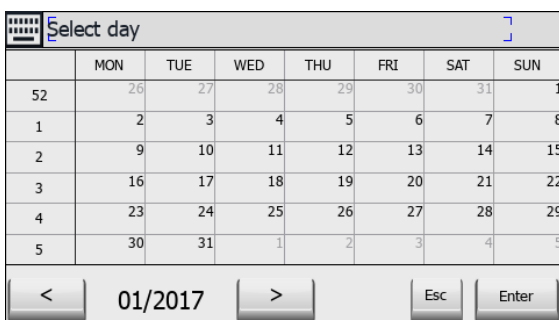 Select day
MON TUE WED THU FRI SAT SUN
52 26 27 28 29 30 31 1
1 2 3 4 5 6 7 8
2 9 10 11 12 13 14 15
3 16 17 18 19 20 21 22
4 23 24 25 26 27 28 29
5 30 31 1 2 3 4 5
< 01/2017 > Esc Enter